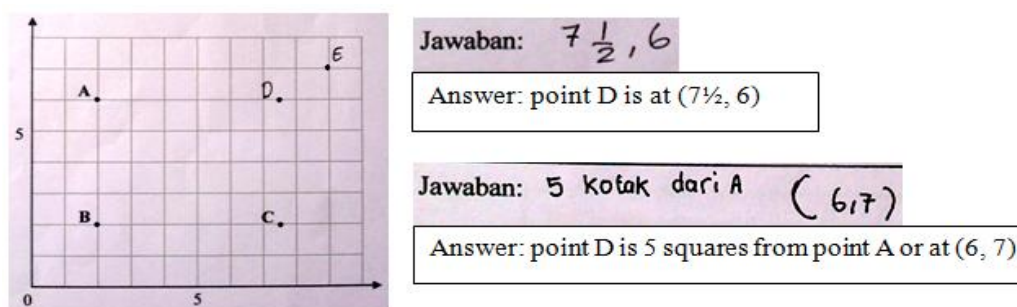 E
A
D
5
B
C
0
5
Jawaban: 7 1/2, 6
Answer: point D is at (7½, 6)
Jawaban: 5 kotak dari A (6,7)
Answer: point D is 5 squares from point A or at (6, 7)